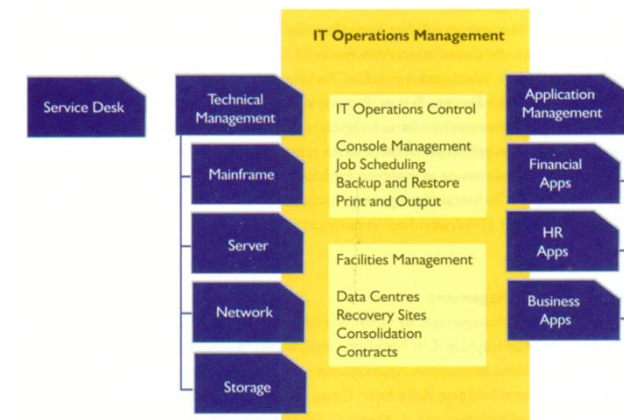 IT Operations Management
Service Desk
Technical
Management
Mainframe
Server
Network
Storage
IT Operations Control
Console Management
Job Scheduling
Backup and Restore
Print and Output
Facilities Management
Data Centres
Recovery Sites
Consolidation
Contracts
Application
Management
Financial
Apps
HR
Apps
Business
Apps